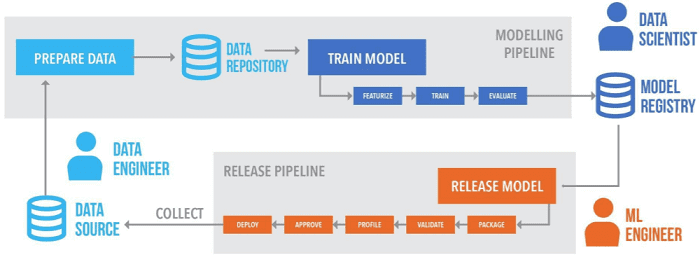 MODELLING
PIPELINE
DATA
SCIENTIST
PREPARE DATA
DATA
REPOSITORY
TRAIN MODEL
FEATURIZE
TRAIN
EVALUATE
MODEL
REGISTRY
DATA
ENGINEER
RELEASE PIPELINE
RELEASE MODEL
DATA
SOURCE
COLLECT
DEPLOY
APPROVE
PROFILE
VALIDATE
PACKAGE
ML
ENGINEER